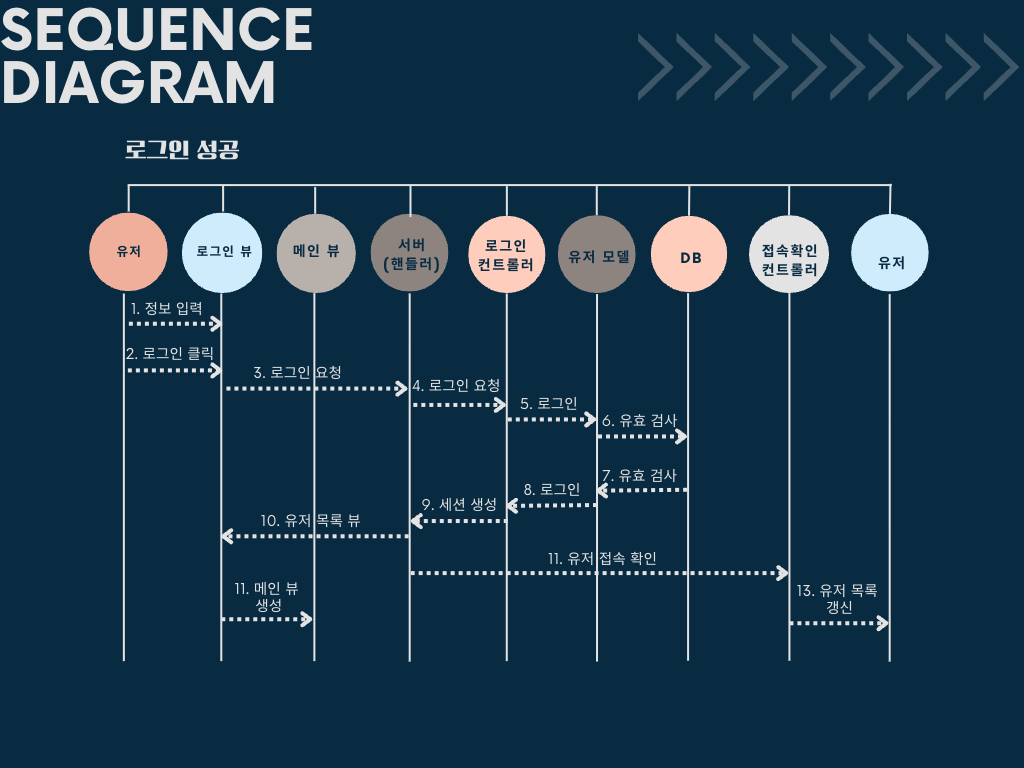 SEQUENCE
DIAGRAM
로그인 성공
유저
로그인 뷰
메인 뷰
서버
(핸들러)
로그인
컨트롤러
유저 모델
DB
접속확인
컨트롤러
유저
1. 정보 입력
2. 로그인 클릭
3. 로그인 요청
4. 로그인 요청
5. 로그인
6. 유효 검사
7. 유효 검사
8. 로그인
9. 세션 생성
10. 유저 목록 뷰
11. 유저 접속 확인
11. 메인 뷰
생성
13. 유저 목록
갱신